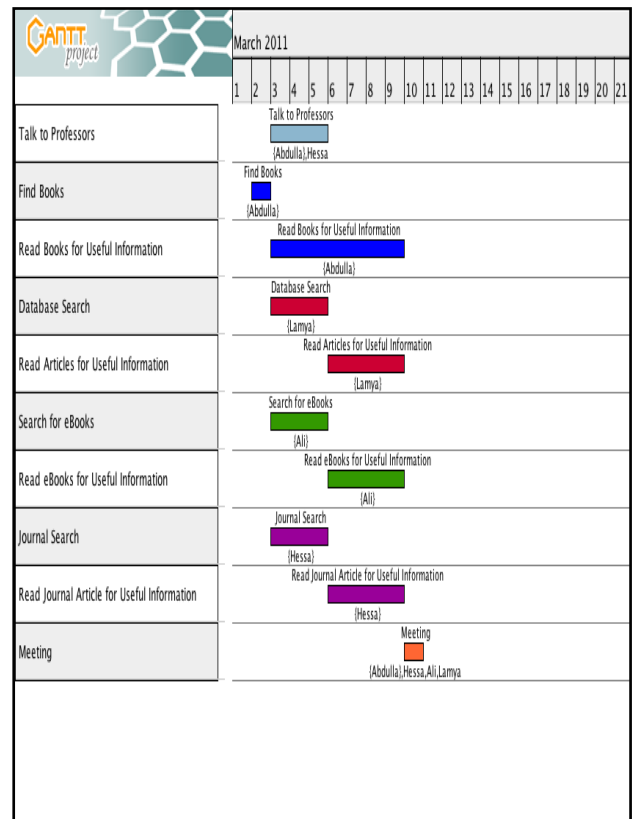 GANTT
project
March 2011
1 2 3 4 5 6 7 8 9 10 11 12 13 14 15 16 17 18 19 20 21
Talk to Professors
Talk to Professors
{Abdulla},Hessa
Find Books
Find Books
{Abdulla}
Read Books for Useful Information
Read Books for Useful Information
{Abdulla}
Database Search
Database Search
{Lamya}
Read Articles for Useful Information
Read Articles for Useful Information
{Lamya}
Search for eBooks
Search for eBooks
{Ali}
Read eBooks for Useful Information
Read eBooks for Useful Information
{Ali}
Journal Search
Journal Search
{Hessa}
Read Journal Article for Useful Information
Read Journal Article for Useful Information
{Hessa}
Meeting
Meeting
{Abdulla},Hessa,Ali,Lamya